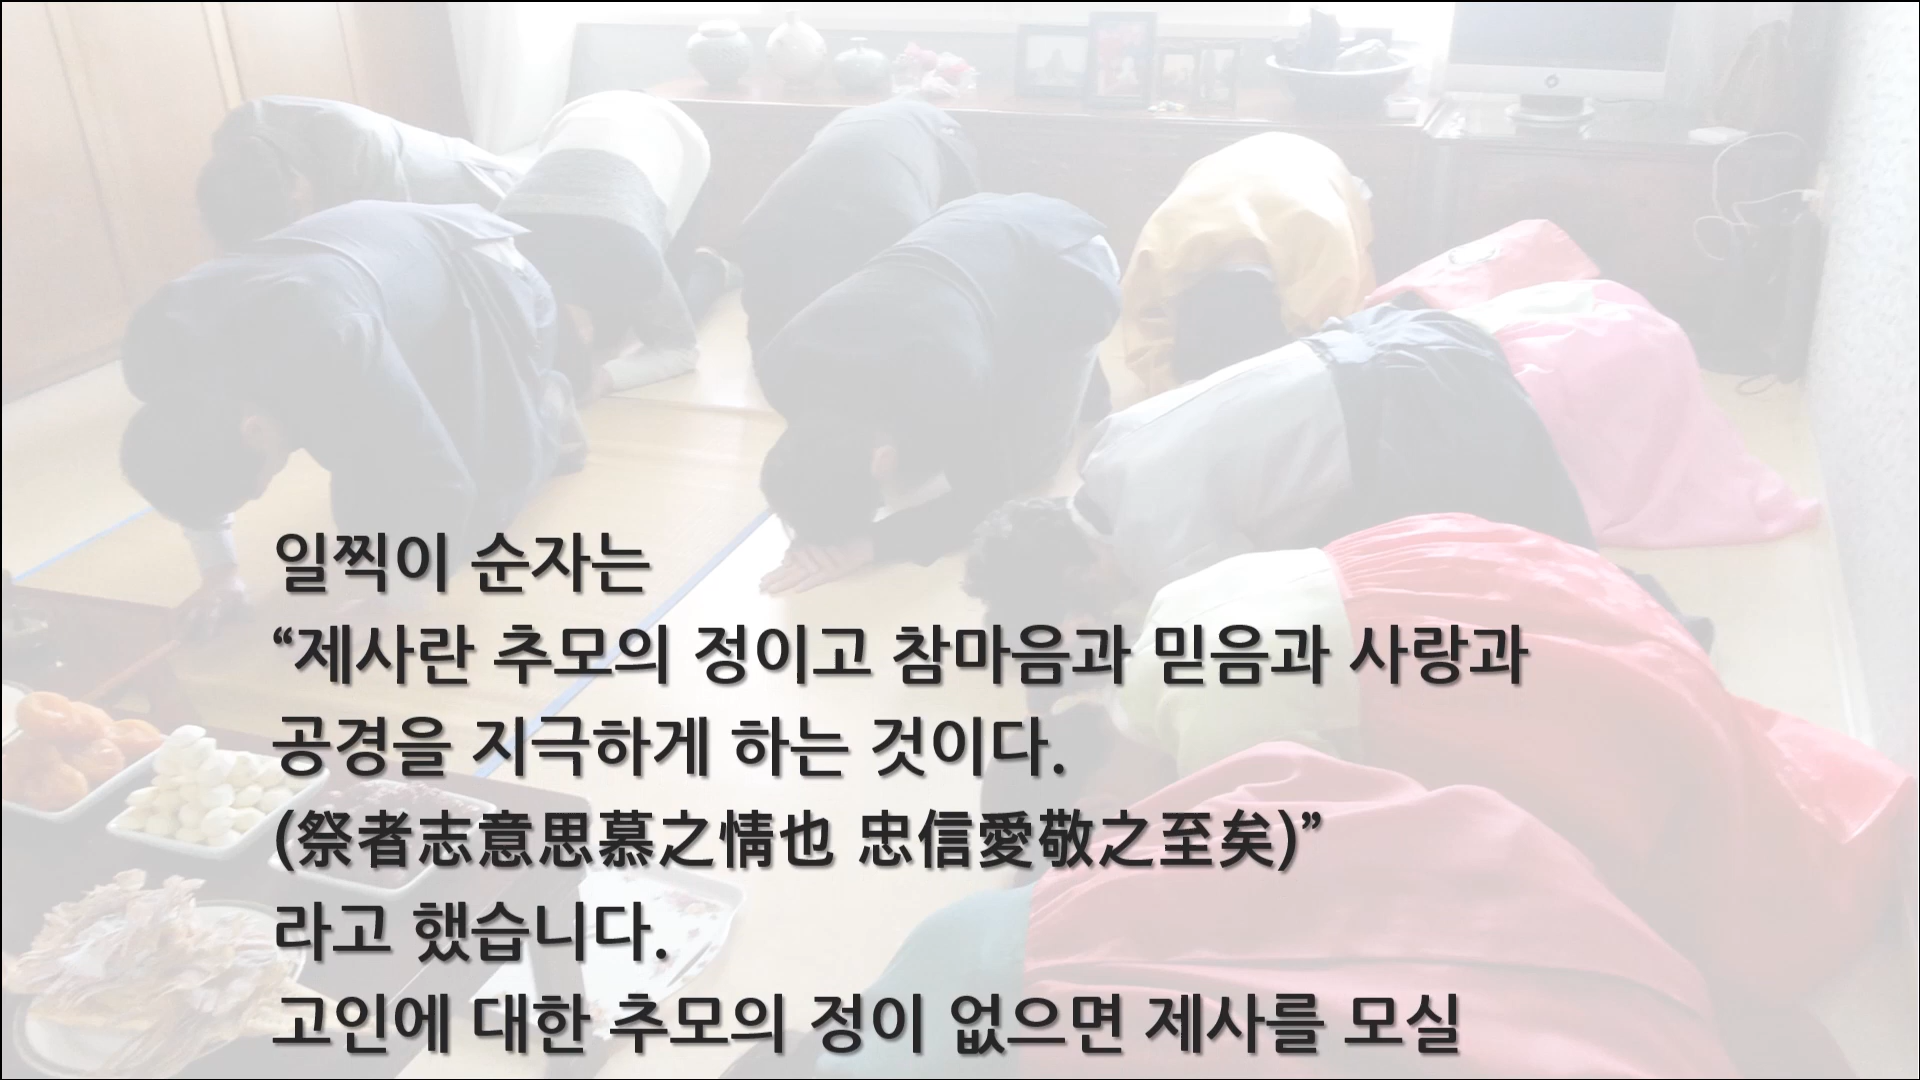 일찍이 순자는
“제사란 추모의 정이고 참마음과 믿음과 사랑과
공경을 지극하게 하는 것이다.
(祭者志意思慕之情也 忠信愛敬之至矣)”
라고 했습니다.
고인에 대한 추모의 정이 없으면 제사를 모실